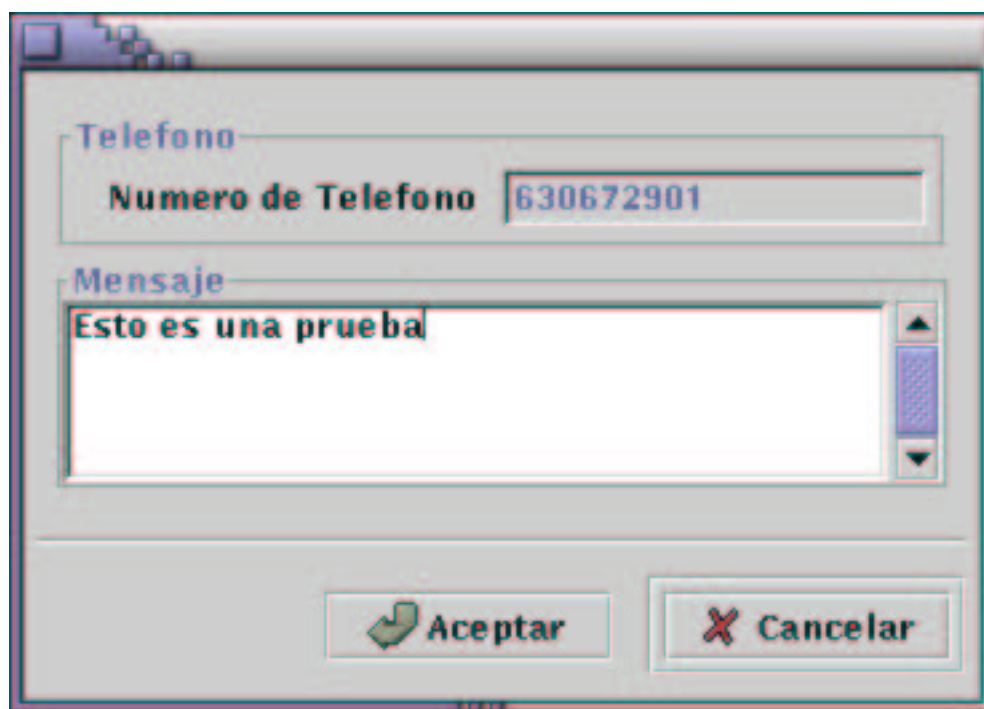 Telefono
Numero de Telefono 630672901
Mensaje
Esto es una prueba
Aceptar Cancelar